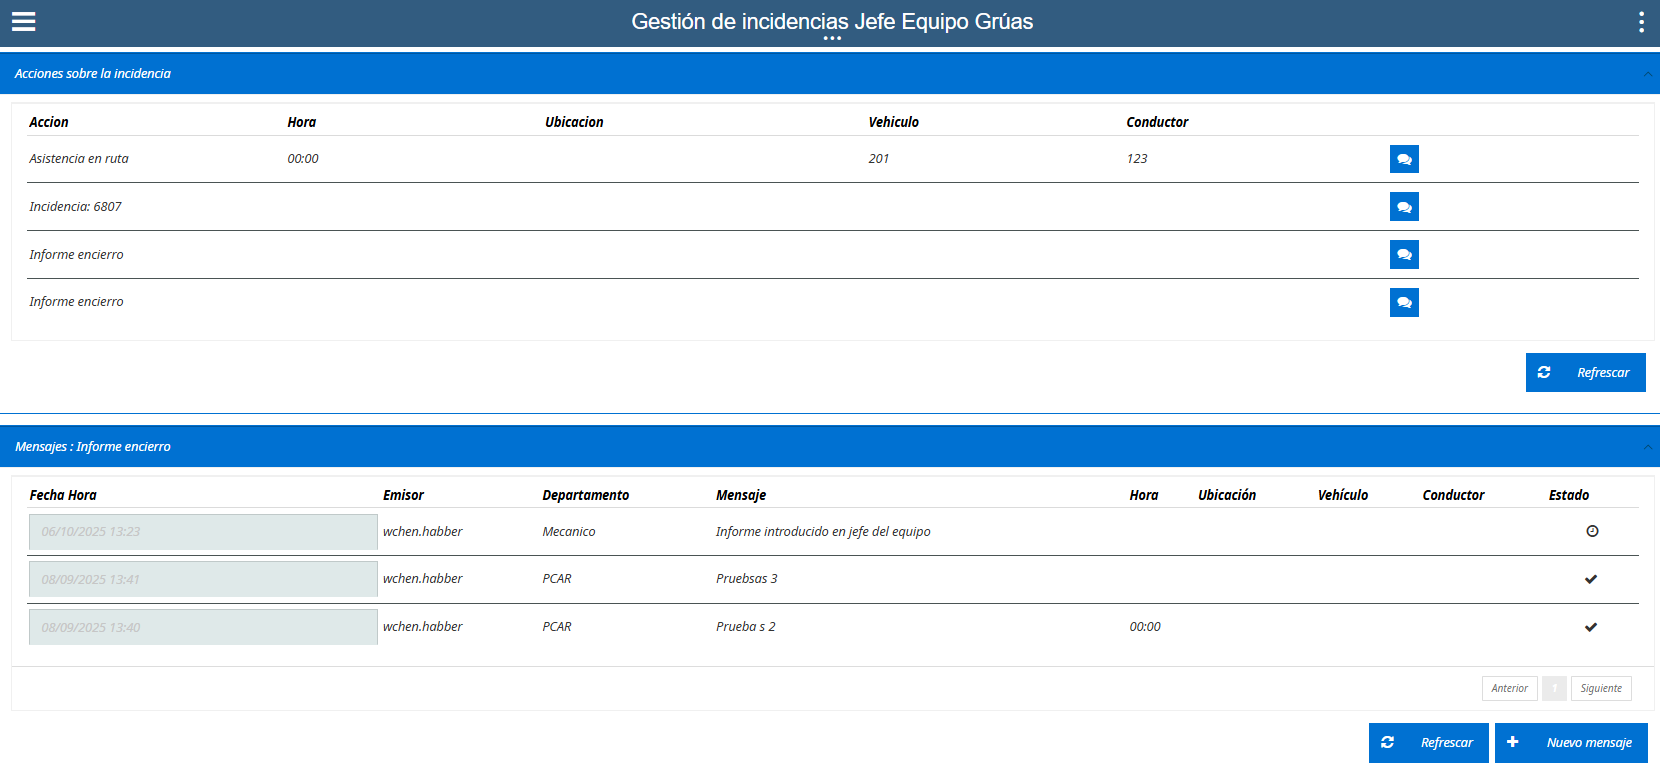 Gestión de incidencias Jefe Equipo Grúas
Acciones sobre la incidencia
Accion Hora Ubicacion Vehiculo Conductor
Asistencia en ruta 00:00 201 123
Incidencia: 6807
Informe encierro
Informe encierro
Refrescar
Mensajes : Informe encierro
Fecha Hora Emisor Departamento Mensaje Hora Ubicación Vehículo Conductor Estado
06/10/2025 13:23 wchen.habber Mecanico Informe introducido en jefe del equipo
08/09/2025 13:41 wchen.habber PCAR Pruebsas 3
08/09/2025 13:40 wchen.habber PCAR Prueba s 2 00:00
Anterior 1 Siguiente
Refrescar Nuevo mensaje